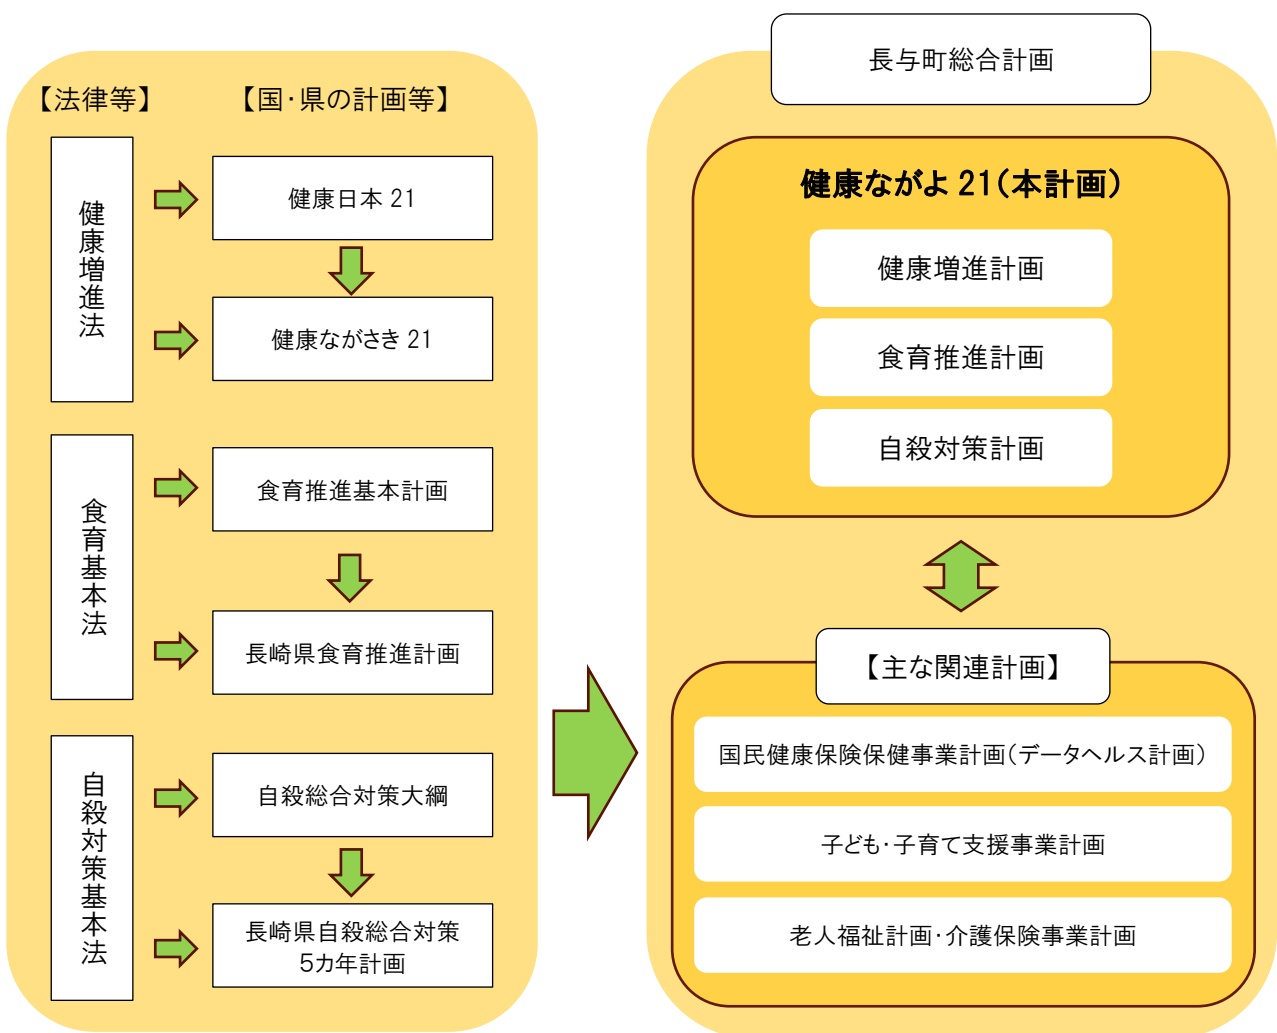 【法律等】
【国・県の計画等】
健康増進法
健康日本 21
健康ながさき 21
食育基本法
食育推進基本計画
長崎県食育推進計画
自殺対策基本法
自殺総合対策大綱
長崎県自殺総合対策
5カ年計画
長与町総合計画
健康ながよ 21(本計画)
健康増進計画
食育推進計画
自殺対策計画
【主な関連計画】
国民健康保険保健事業計画(データヘルス計画)
子ども・子育て支援事業計画
老人福祉計画・介護保険事業計画